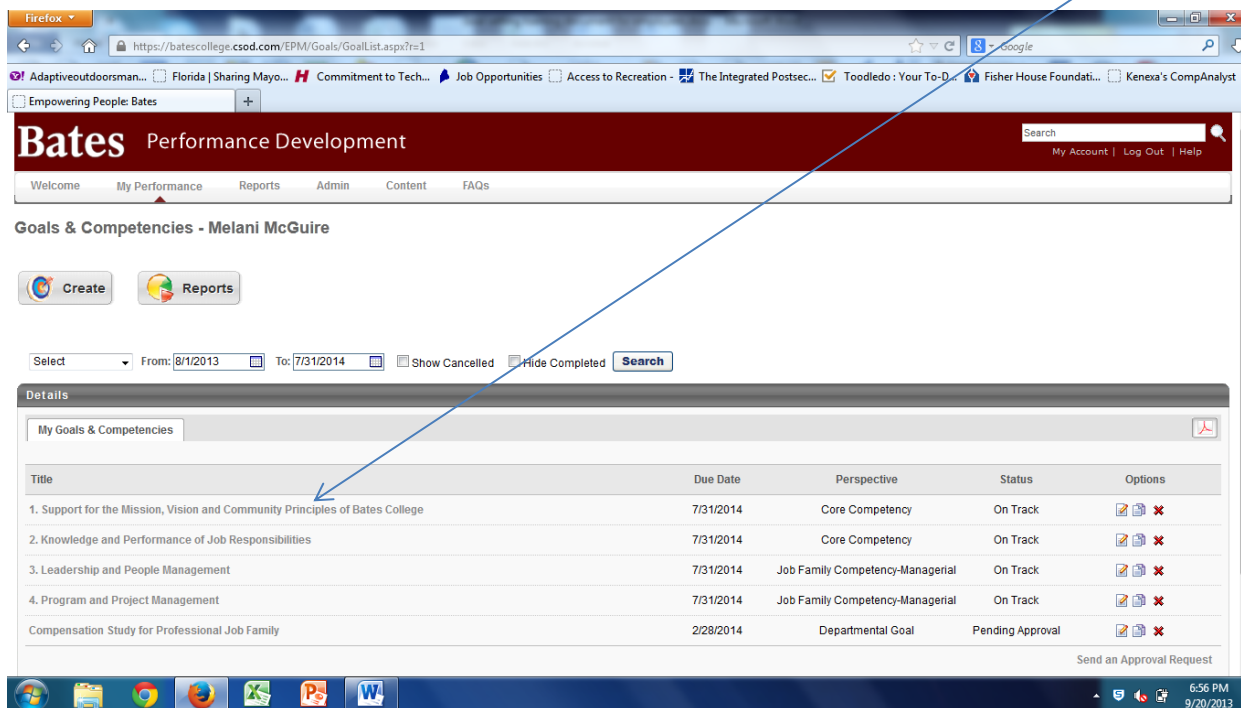 Firefox
https://batescollege.csod.com/EPM/Goals/GoalList.aspx?r=1
Google
Adaptiveoutdoorsman... Florida | Sharing Mayo... Commitment to Tech... Job Opportunities Access to Recreation - The Integrated Postsec... Toodledo : Your To-D... Fisher House Foundati... Kenexa's CompAnalyst
Empowering People: Bates
Bates Performance Development
Search
My Account | Log Out | Help
Welcome My Performance Reports Admin Content FAQs
Goals & Competencies - Melani McGuire
Create Reports
Select From: 8/1/2013 To: 7/31/2014 Show Cancelled Hide Completed Search
Details
My Goals & Competencies
Title Due Date Perspective Status Options
1. Support for the Mission, Vision and Community Principles of Bates College 7/31/2014 Core Competency On Track
2. Knowledge and Performance of Job Responsibilities 7/31/2014 Core Competency On Track
3. Leadership and People Management 7/31/2014 Job Family Competency-Managerial On Track
4. Program and Project Management 7/31/2014 Job Family Competency-Managerial On Track
Compensation Study for Professional Job Family 2/28/2014 Departmental Goal Pending Approval
Send an Approval Request
6:56 PM
9/20/2013